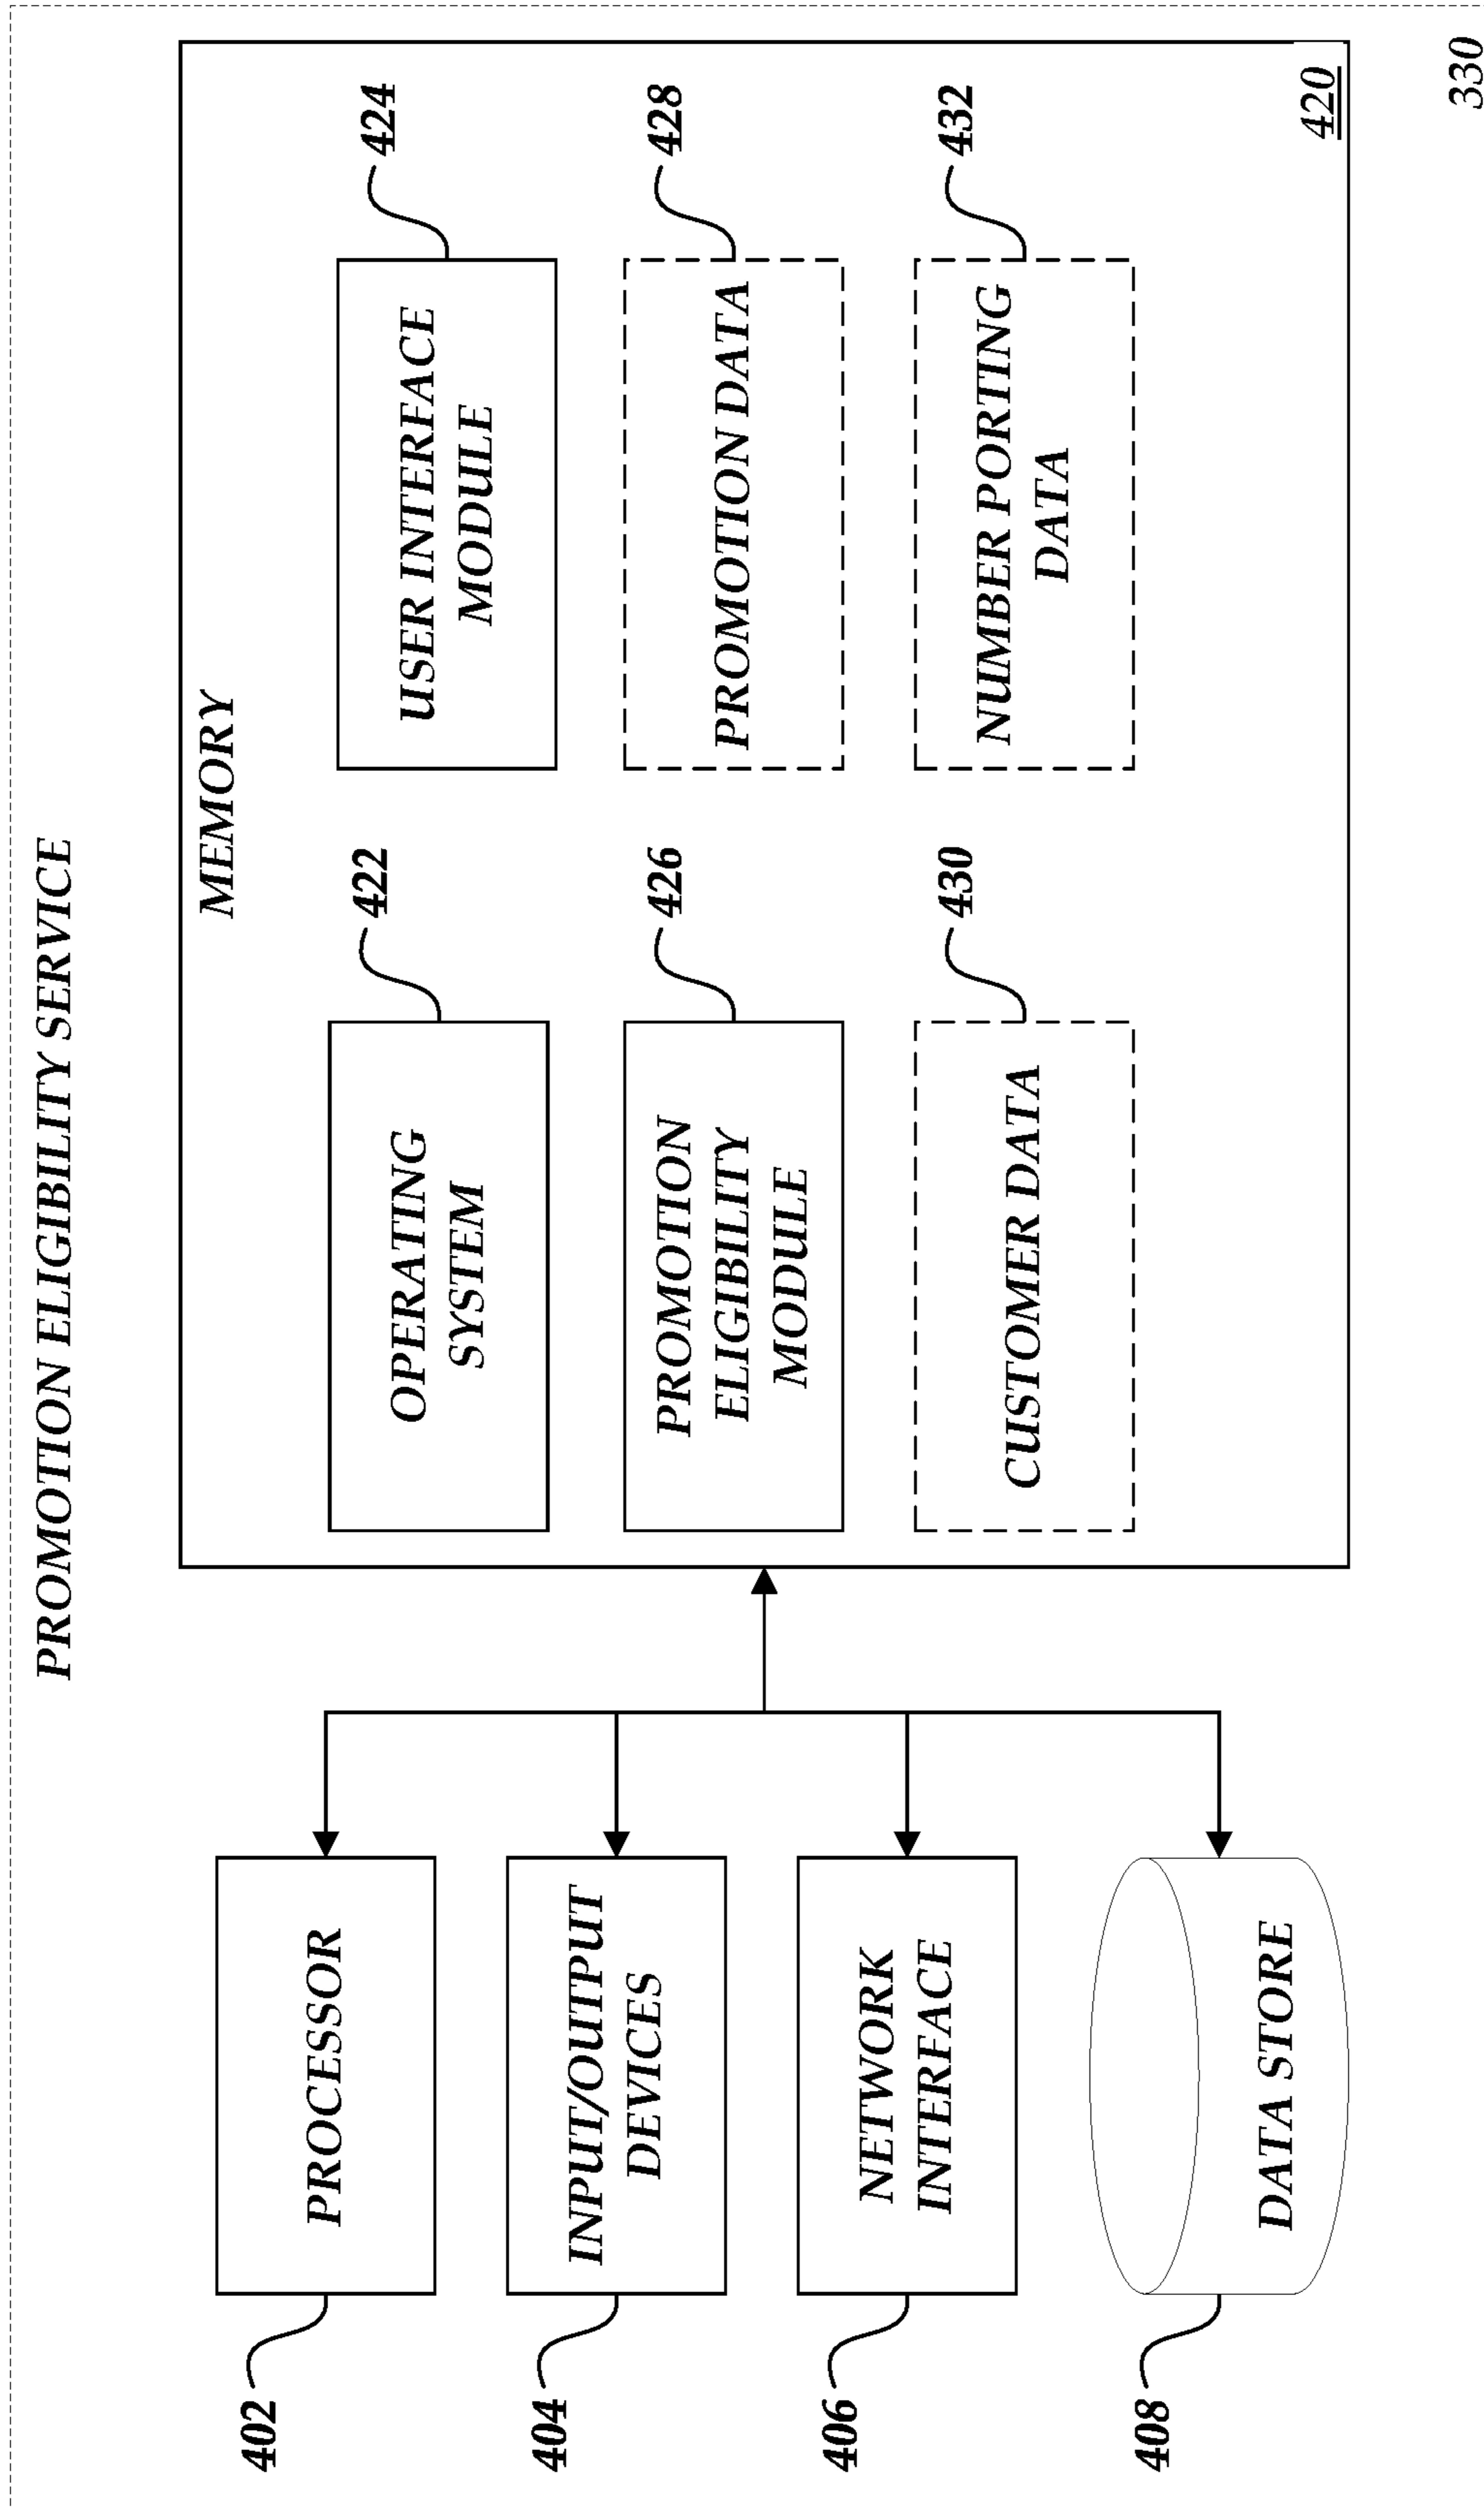 PROMOTION ELIGIBILITY SERVICE
402
PROCESSOR
404
INPUT/OUTPUT
DEVICES
406
NETWORK
INTERFACE
408
DATA STORE
MEMORY
422
OPERATING
SYSTEM
424
USER INTERFACE
MODULE
426
PROMOTION
ELIGIBILITY
MODULE
428
PROMOTION DATA
430
CUSTOMER DATA
432
NUMBER PORTING
DATA
420
330